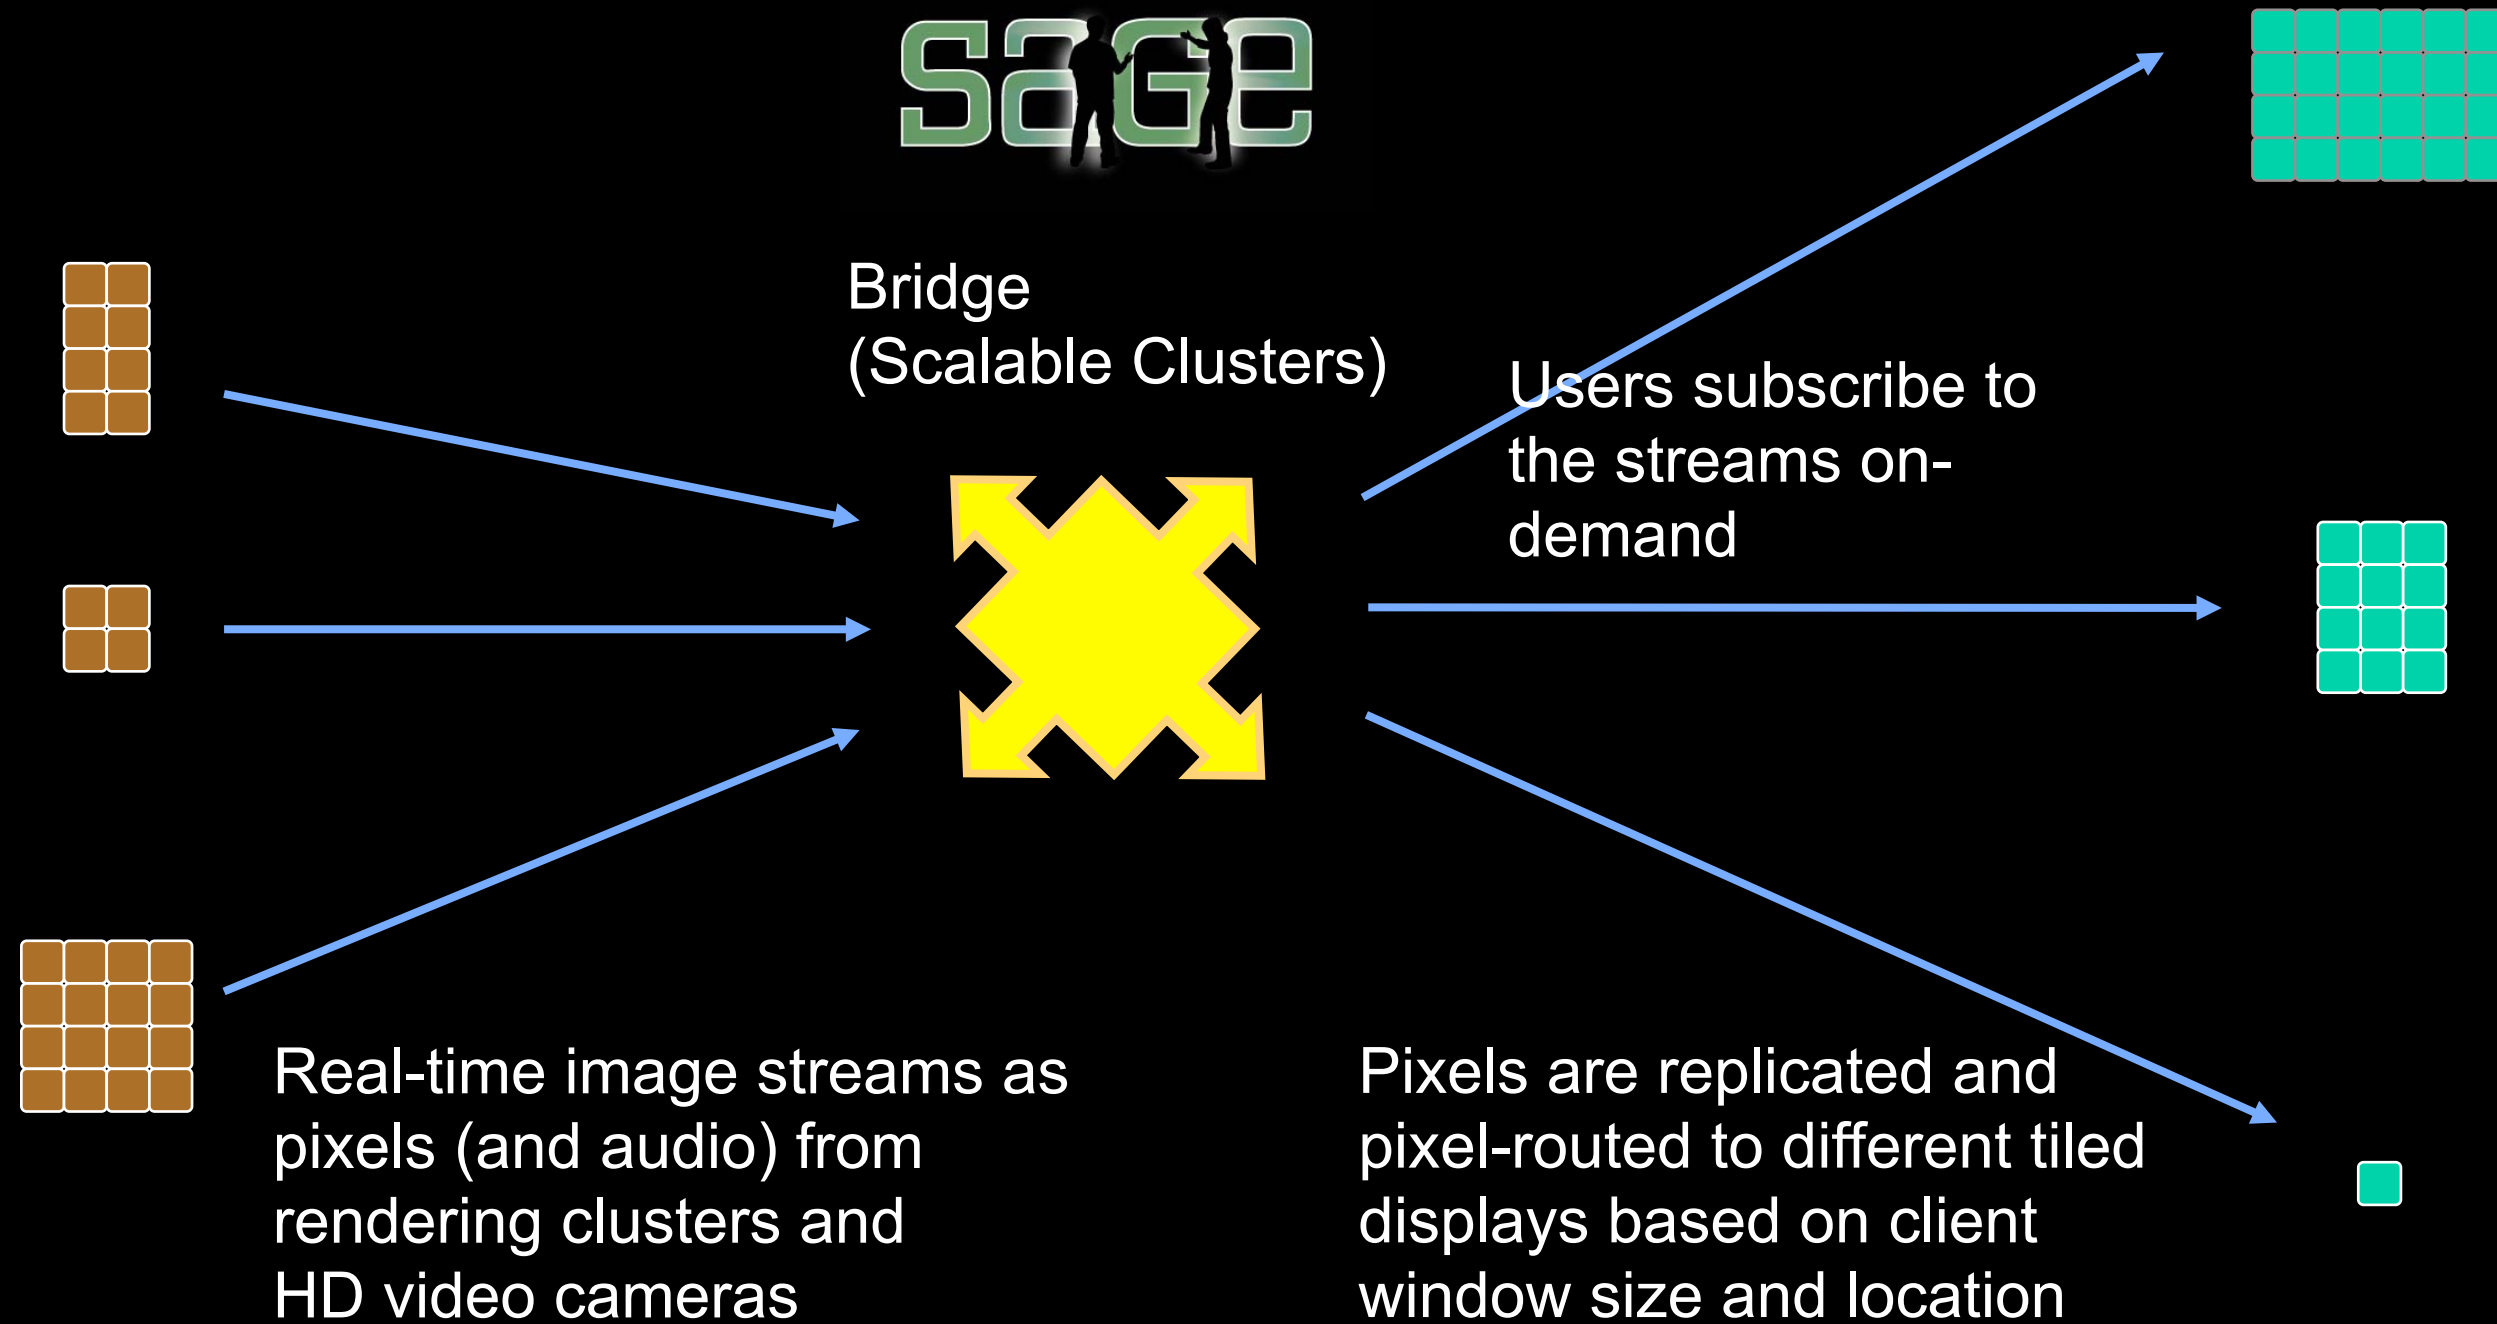 SAGE
Bridge
(Scalable Clusters)
Users subscribe to
the streams on-
demand
Real-time image streams as
pixels (and audio) from
rendering clusters and
HD video cameras
Pixels are replicated and
pixel-routed to different tiled
displays based on client
window size and location